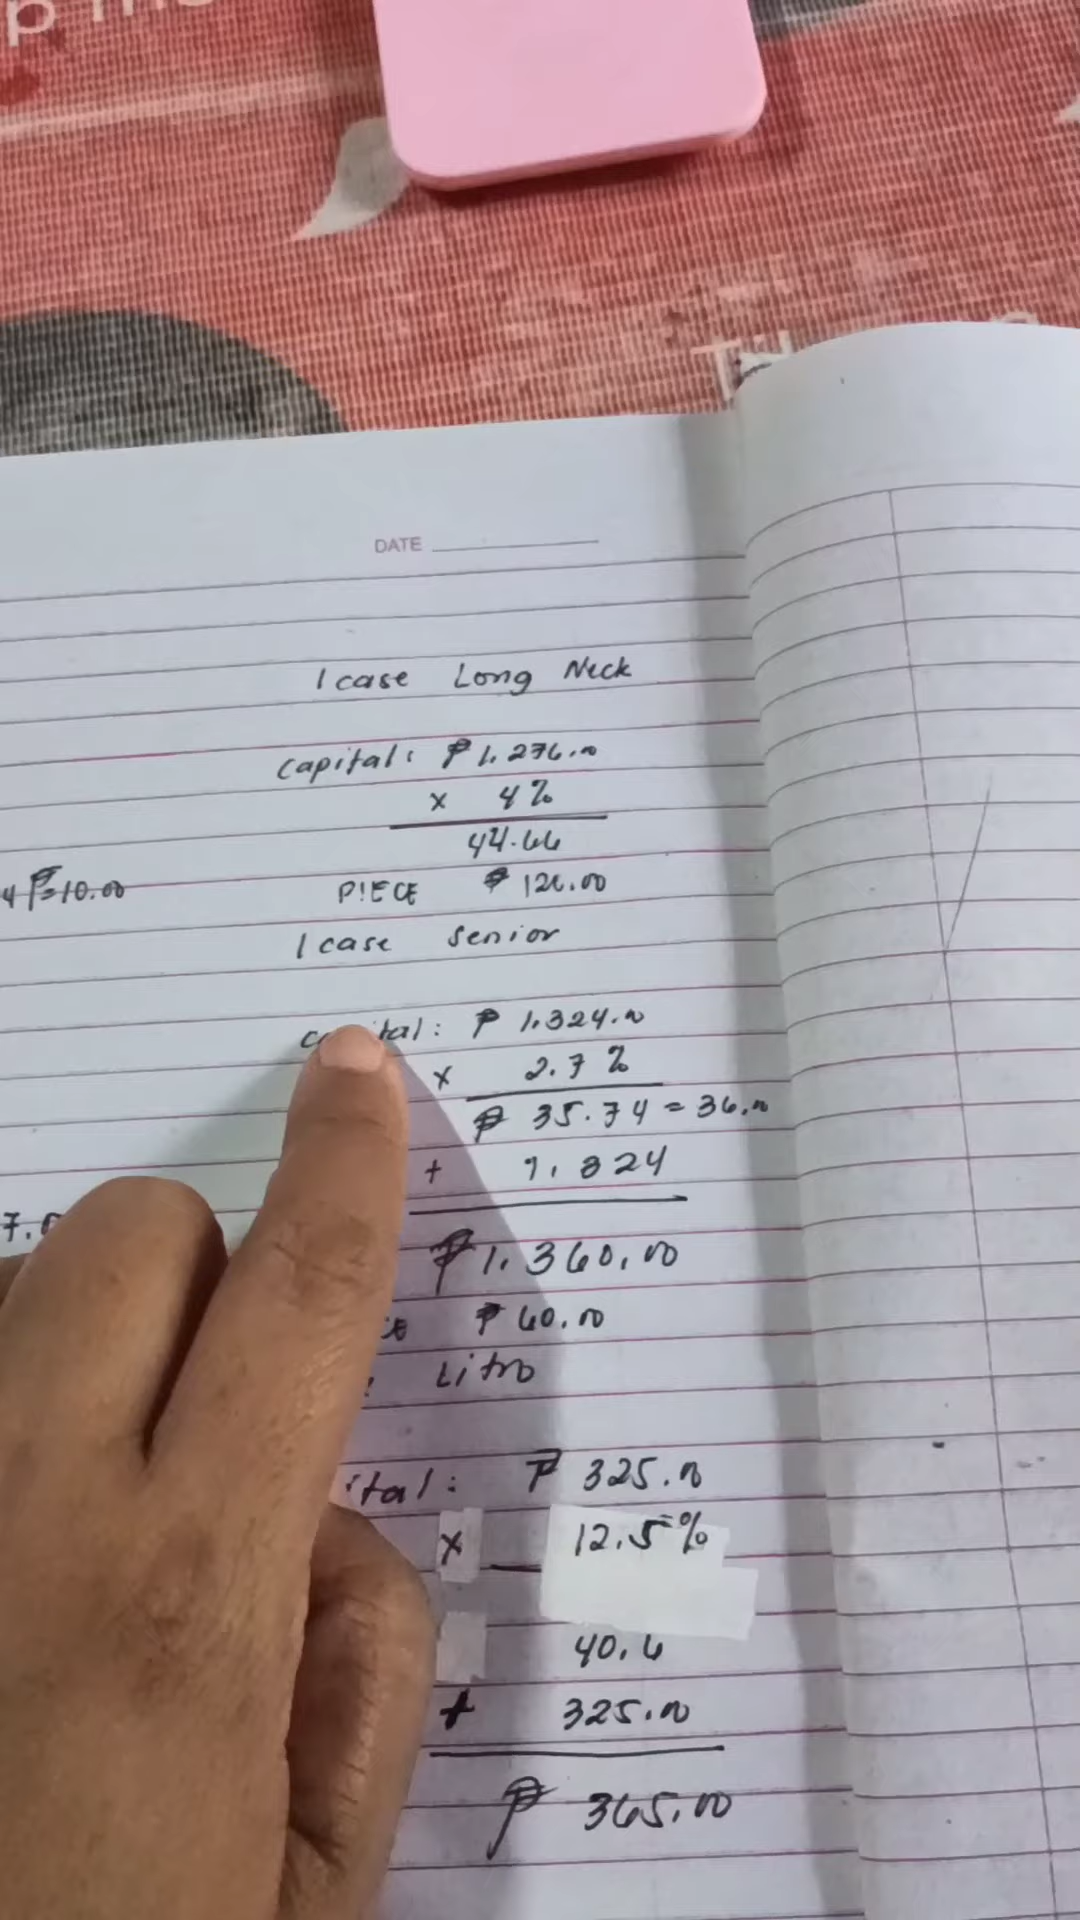 DATE
1 case Long Neck
capital: ₱ 1,276.00
x 4%
44.66
₱ 10.00
PIECE ₱ 126.00
1 case Senior
capital: ₱ 1,324.00
x 2.7 %
₱ 35.74 = 36.00
+ 1,324
₱ 1,360.00
₱ 60.00
Litro
ital: ₱ 325.00
x 12.5%
40.6
+ 325.00
₱ 365.00